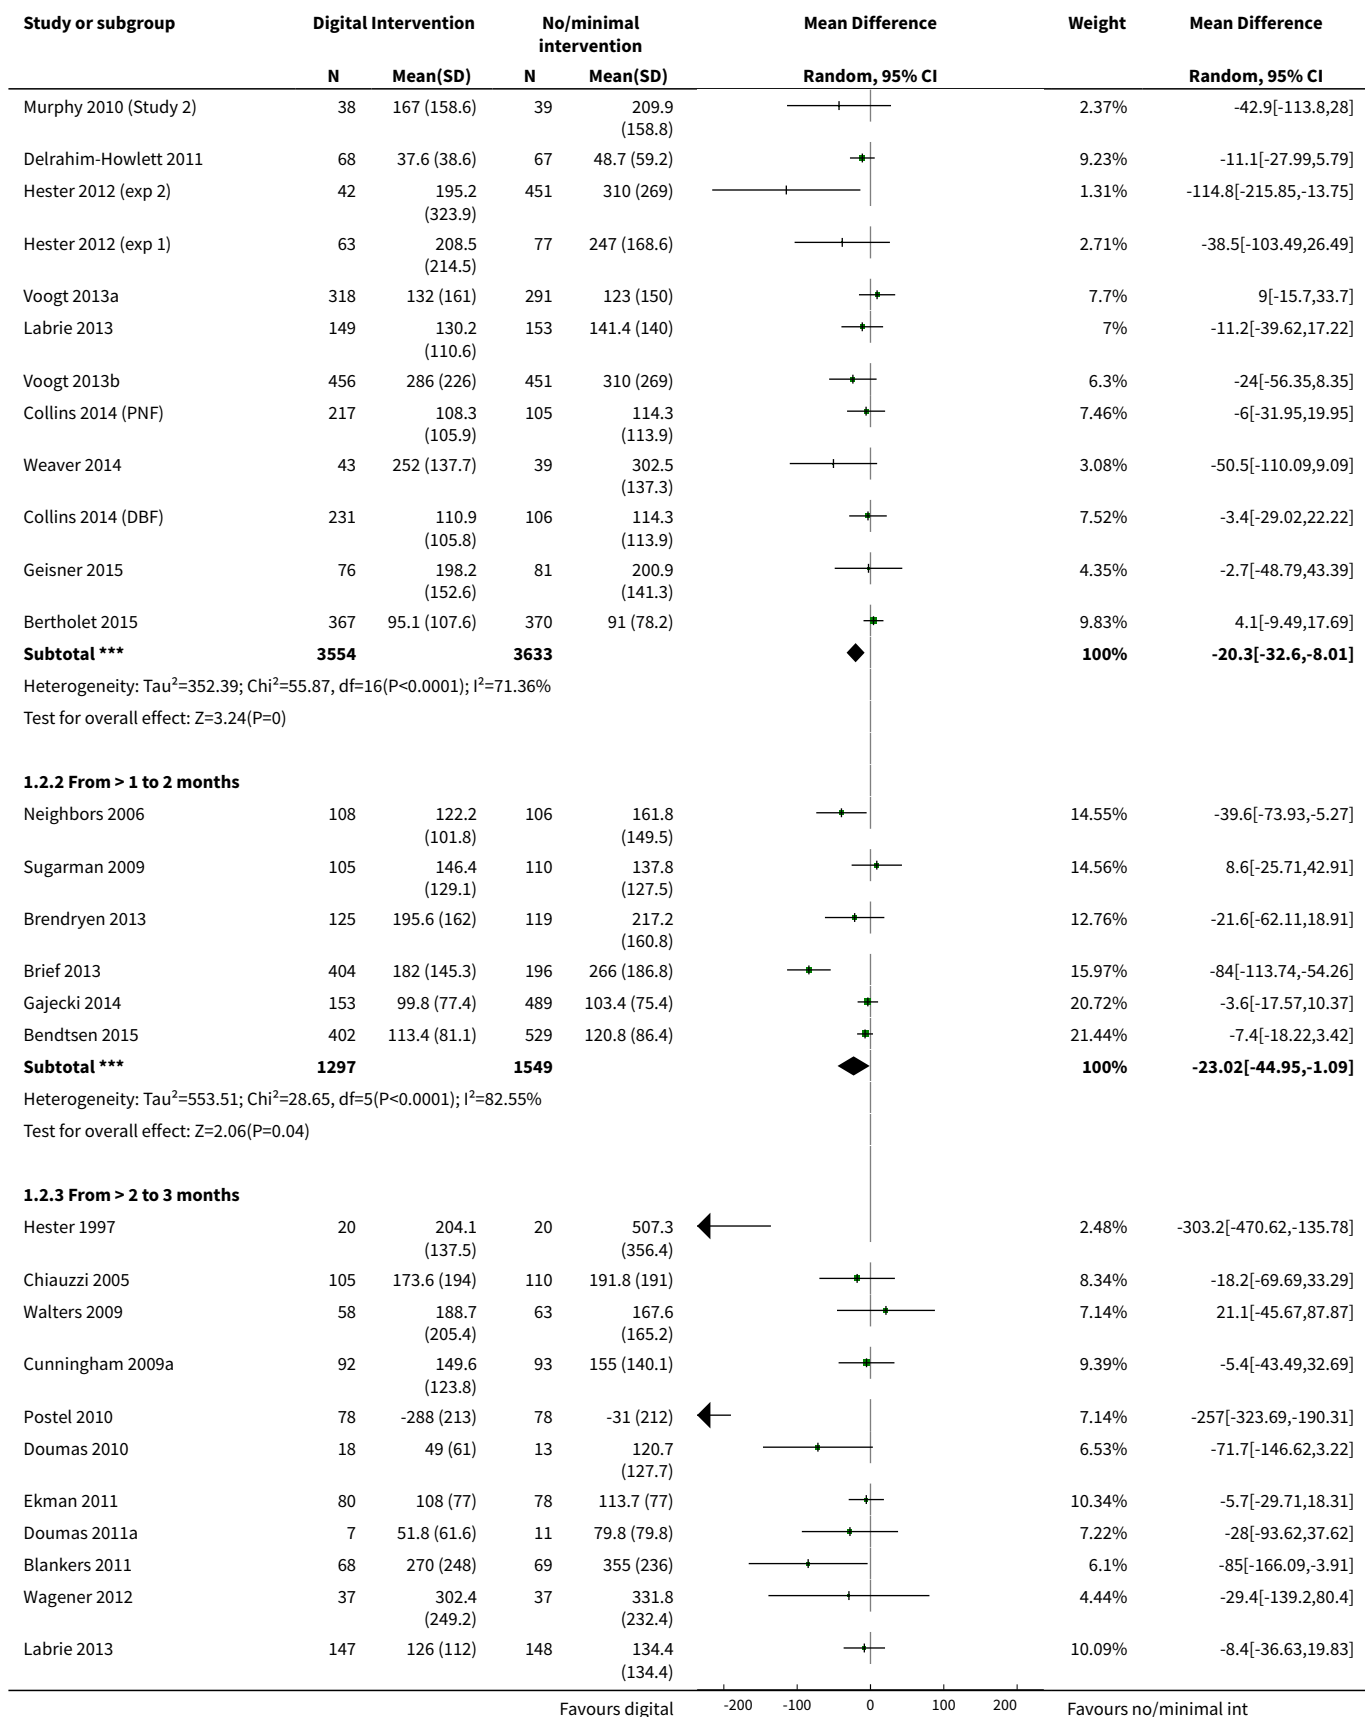 Study or subgroup Digital Intervention No/minimal intervention Mean Difference Weight Mean Difference
N Mean(SD) N Mean(SD) Random, 95% CI Random, 95% CI
Murphy 2010 (Study 2) 38 167 (158.6) 39 209.9 (158.8) 2.37% -42.9[-113.8,28]
Delrahim-Howlett 2011 68 37.6 (38.6) 67 48.7 (59.2) 9.23% -11.1[-27.99,5.79]
Hester 2012 (exp 2) 42 195.2 (323.9) 451 310 (269) 1.31% -114.8[-215.85,-13.75]
Hester 2012 (exp 1) 63 208.5 (214.5) 77 247 (168.6) 2.71% -38.5[-103.49,26.49]
Voogt 2013a 318 132 (161) 291 123 (150) 7.7% 9[-15.7,33.7]
Labrie 2013 149 130.2 (110.6) 153 141.4 (140) 7% -11.2[-39.62,17.22]
Voogt 2013b 456 286 (226) 451 310 (269) 6.3% -24[-56.35,8.35]
Collins 2014 (PNF) 217 108.3 (105.9) 105 114.3 (113.9) 7.46% -6[-31.95,19.95]
Weaver 2014 43 252 (137.7) 39 302.5 (137.3) 3.08% -50.5[-110.09,9.09]
Collins 2014 (DBF) 231 110.9 (105.8) 106 114.3 (113.9) 7.52% -3.4[-29.02,22.22]
Geisner 2015 76 198.2 (152.6) 81 200.9 (141.3) 4.35% -2.7[-48.79,43.39]
Bertholet 2015 367 95.1 (107.6) 370 91 (78.2) 9.83% 4.1[-9.49,17.69]
Subtotal *** 3554 3633 100% -20.3[-32.6,-8.01]
Heterogeneity: Tau²=352.39; Chi²=55.87, df=16(P<0.0001); I²=71.36%
Test for overall effect: Z=3.24(P=0)
1.2.2 From > 1 to 2 months
Neighbors 2006 108 122.2 (101.8) 106 161.8 (149.5) 14.55% -39.6[-73.93,-5.27]
Sugarman 2009 105 146.4 (129.1) 110 137.8 (127.5) 14.56% 8.6[-25.71,42.91]
Brendryen 2013 125 195.6 (162) 119 217.2 (160.8) 12.76% -21.6[-62.11,18.91]
Brief 2013 404 182 (145.3) 196 266 (186.8) 15.97% -84[-113.74,-54.26]
Gajecki 2014 153 99.8 (77.4) 489 103.4 (75.4) 20.72% -3.6[-17.57,10.37]
Bendtsen 2015 402 113.4 (81.1) 529 120.8 (86.4) 21.44% -7.4[-18.22,3.42]
Subtotal *** 1297 1549 100% -23.02[-44.95,-1.09]
Heterogeneity: Tau²=553.51; Chi²=28.65, df=5(P<0.0001); I²=82.55%
Test for overall effect: Z=2.06(P=0.04)
1.2.3 From > 2 to 3 months
Hester 1997 20 204.1 (137.5) 20 507.3 (356.4) 2.48% -303.2[-470.62,-135.78]
Chiauzzi 2005 105 173.6 (194) 110 191.8 (191) 8.34% -18.2[-69.69,33.29]
Walters 2009 58 188.7 (205.4) 63 167.6 (165.2) 7.14% 21.1[-45.67,87.87]
Cunningham 2009a 92 149.6 (123.8) 93 155 (140.1) 9.39% -5.4[-43.49,32.69]
Postel 2010 78 -288 (213) 78 -31 (212) 7.14% -257[-323.69,-190.31]
Doumas 2010 18 49 (61) 13 120.7 (127.7) 6.53% -71.7[-146.62,3.22]
Ekman 2011 80 108 (77) 78 113.7 (77) 10.34% -5.7[-29.71,18.31]
Doumas 2011a 7 51.8 (61.6) 11 79.8 (79.8) 7.22% -28[-93.62,37.62]
Blankers 2011 68 270 (248) 69 355 (236) 6.1% -85[-166.09,-3.91]
Wagener 2012 37 302.4 (249.2) 37 331.8 (232.4) 4.44% -29.4[-139.2,80.4]
Labrie 2013 147 126 (112) 148 134.4 (134.4) 10.09% -8.4[-36.63,19.83]
Favours digital -200 -100 0 100 200 Favours no/minimal int